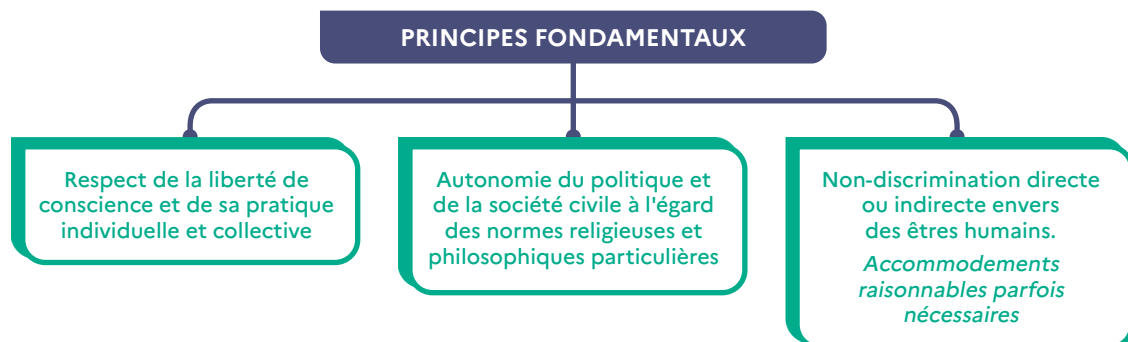 PRINCIPES FONDAMENTAUX
Respect de la liberté de
conscience et de sa pratique
individuelle et collective
Autonomie du politique et
de la société civile à l'égard
des normes religieuses et
philosophiques particulières
Non-discrimination directe
ou indirecte envers
des êtres humains.
Accommodements
raisonnables parfois
nécessaires